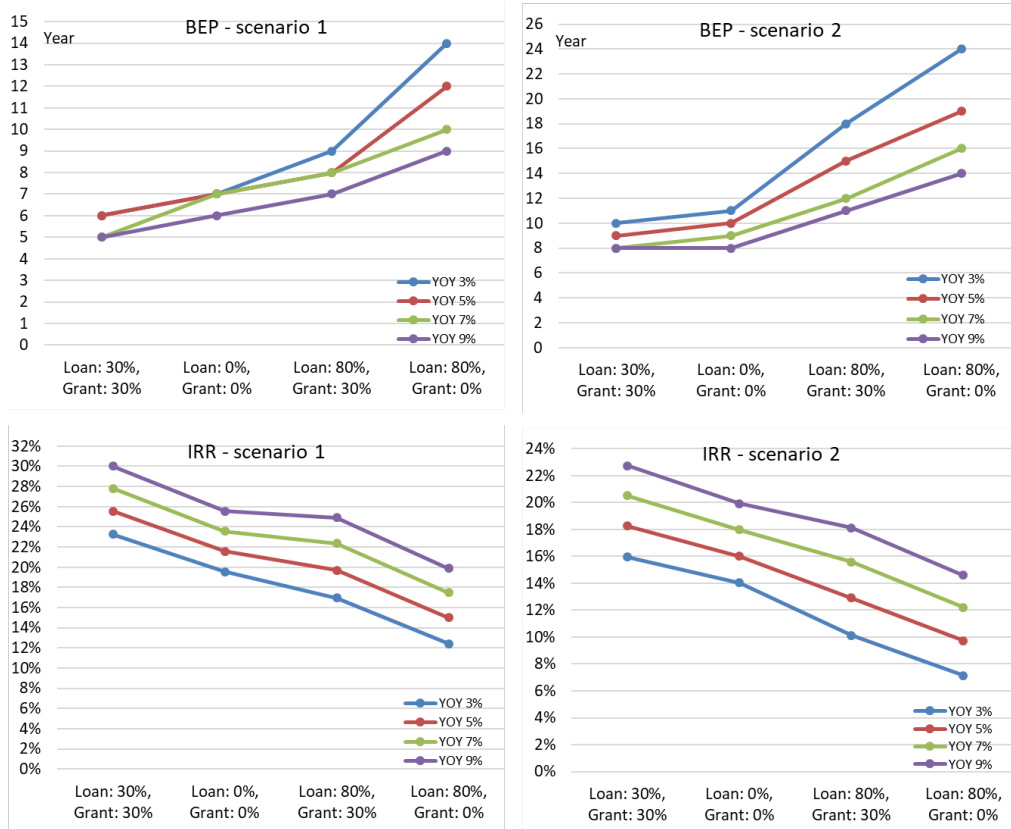 BEP - scenario 1
Year
15
14
13
12
11
10
9
8
7
6
5
4
3
2
1
0
YOY 3%
YOY 5%
YOY 7%
YOY 9%
Loan: 30%, Loan: 0%, Loan: 80%, Loan: 80%,
Grant: 30% Grant: 0% Grant: 30% Grant: 0%
BEP - scenario 2
Year
26
24
22
20
18
16
14
12
10
8
6
4
2
0
YOY 3%
YOY 5%
YOY 7%
YOY 9%
Loan: 30%, Loan: 0%, Loan: 80%, Loan: 80%,
Grant: 30% Grant: 0% Grant: 30% Grant: 0%
IRR - scenario 1
32%
30%
28%
26%
24%
22%
20%
18%
16%
14%
12%
10%
8%
6%
4%
2%
0%
YOY 3%
YOY 5%
YOY 7%
YOY 9%
Loan: 30%, Loan: 0%, Loan: 80%, Loan: 80%,
Grant: 30% Grant: 0% Grant: 30% Grant: 0%
IRR - scenario 2
24%
22%
20%
18%
16%
14%
12%
10%
8%
6%
4%
2%
0%
YOY 3%
YOY 5%
YOY 7%
YOY 9%
Loan: 30%, Loan: 0%, Loan: 80%, Loan: 80%,
Grant: 30% Grant: 0% Grant: 30% Grant: 0%